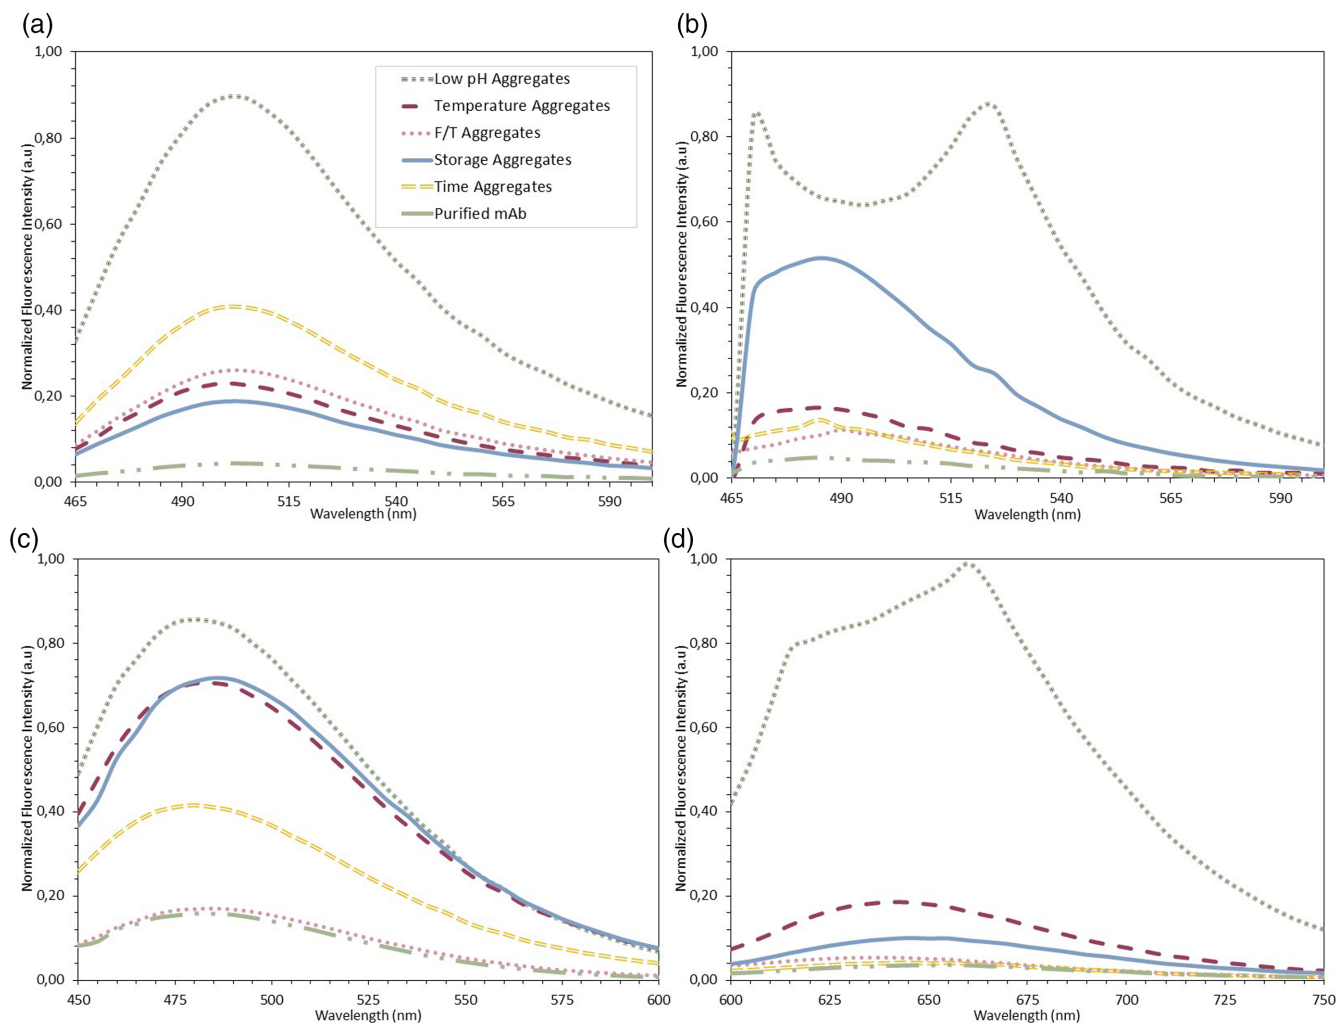 (a)
Normalized Fluorescence Intensity (a.u)
1,00
0,80
0,60
0,40
0,20
0,00
Low pH Aggregates
Temperature Aggregates
F/T Aggregates
Storage Aggregates
Time Aggregates
Purified mAb
465 490 515 540 565 590
Wavelength (nm)
(b)
Normalized Fluorescence Intensity (a.u)
1,00
0,80
0,60
0,40
0,20
0,00
465 490 515 540 565 590
Wavelength (nm)
(c)
Normalized Fluorescence Intensity (a.u)
1,00
0,80
0,60
0,40
0,20
0,00
450 475 500 525 550 575 600
Wavelength (nm)
(d)
Normalized Fluorescence Intensity (a.u)
1,00
0,80
0,60
0,40
0,20
0,00
600 625 650 675 700 725 750
Wavelength (nm)